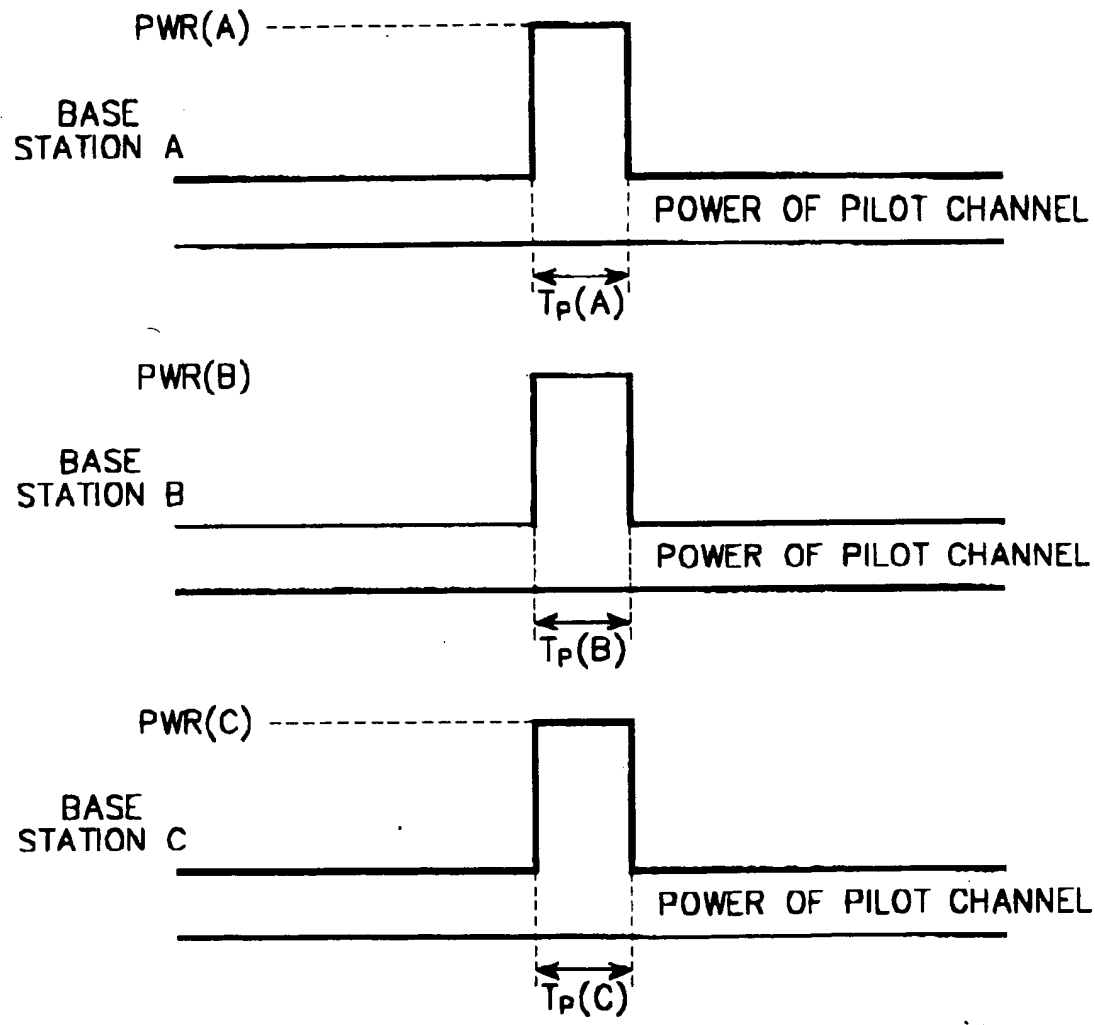 PWR(A)
BASE
STATION A
POWER OF PILOT CHANNEL
Tp(A)
PWR(B)
BASE
STATION B
POWER OF PILOT CHANNEL
Tp(B)
PWR(C)
BASE
STATION C
POWER OF PILOT CHANNEL
Tp(C)